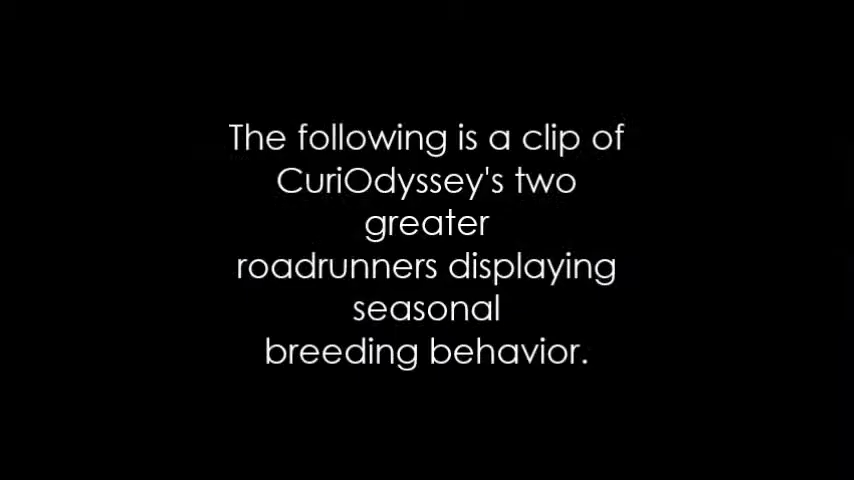 The following is a clip of
CuriOdyssey's two
greater
roadrunners displaying
seasonal
breeding behavior.